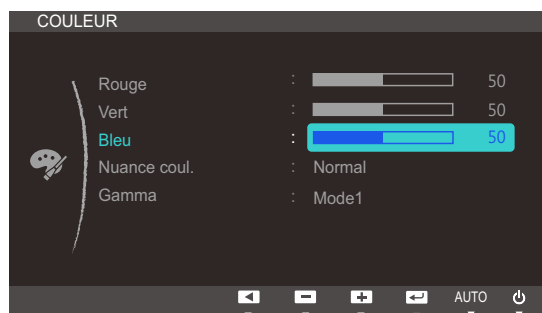 COULEUR
Rouge : 50
Vert : 50
Bleu : 50
Nuance coul. : Normal
Gamma : Mode1
AUTO